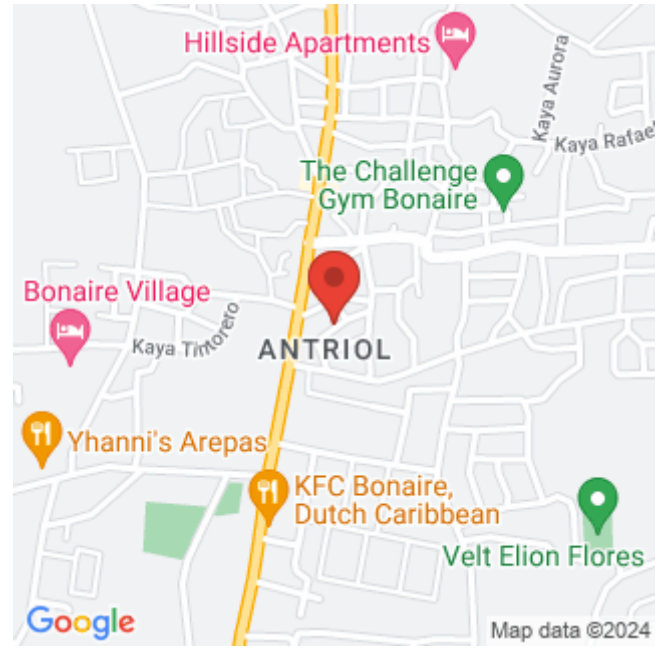 Hillside Apartments
Kaya Aurora
Kaya Rafael
The Challenge
Gym Bonaire
Bonaire Village
Kaya Tintorero
ANTRIOL
Yhanni's Arepas
KFC Bonaire,
Dutch Caribbean
Velt Elion Flores
Google
Map data ©2024